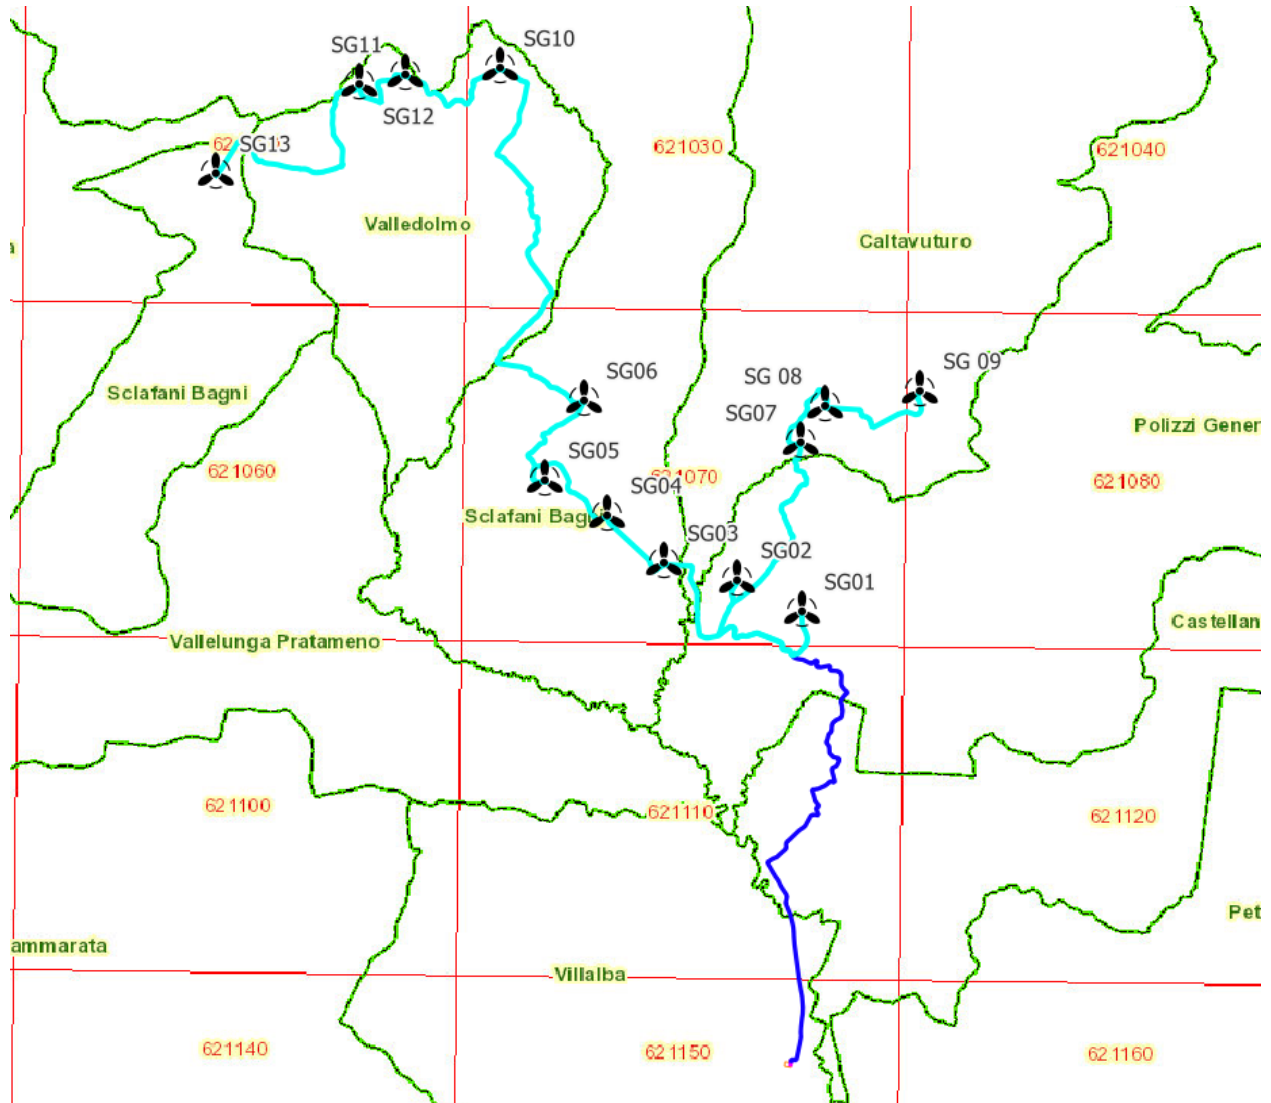 SG10
SG11
SG12
SG13
621030
621040
Valledolmo
Caltavuturo
SG06
SG 08
SG 09
Sclafani Bagni
SG07
Polizzi Gener
SG05
621060
621070
621080
SG04
Sclafani Bagni
SG03
SG02
SG01
Castellan
Vallelunga Pratameno
621100
621110
621120
Pet
ammarata
Villalba
621140
621150
621160